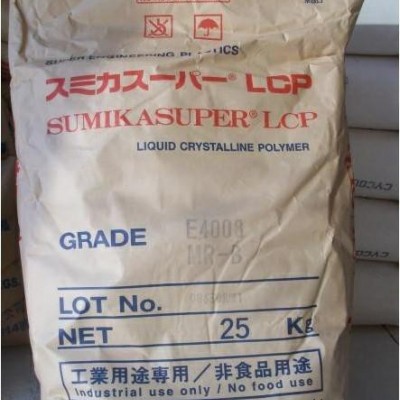 SUPER ENGINEERING PLASTICS
スミカスーパー® LCP
SUMIKASUPER® LCP
LIQUID CRYSTALLINE POLYMER
GRADE E4008
MR-B
LOT No.
NET 25 Kg
工業用途専用/非食品用途
Industrial use only / No food use